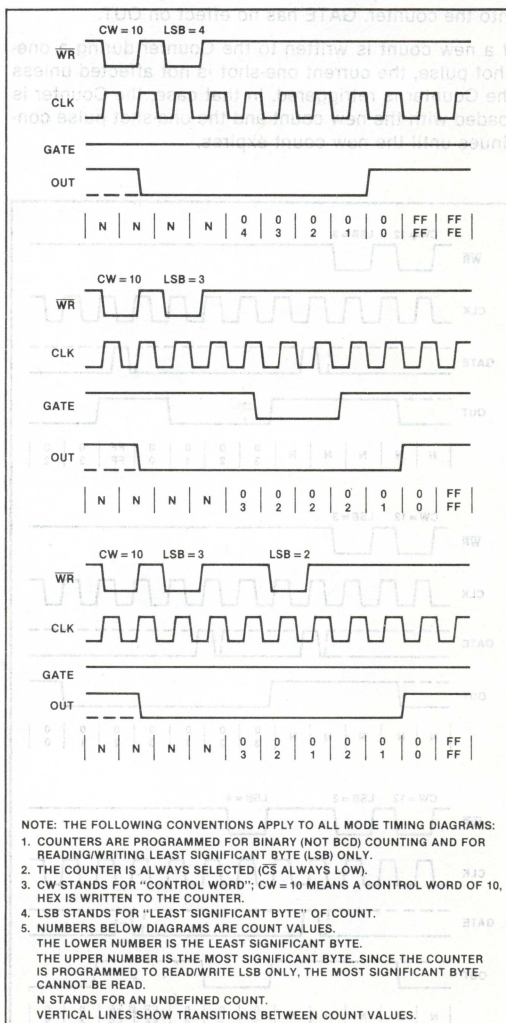 nto the counter. GATE has no effect on OUT.
f a new count is written to the Counter during a one-
hot pulse, the current one-shot is not affected unless
he Counter is retriggered. In that case, the Counter is
oaded with the new count and the one-shot pulse con-
tinues until the new count expires.
CW = 10 LSB = 4
WR
CLK
GATE
OUT
N N N N 0 0 0 0 0 FF FF
4 3 2 1 0 FF FE
CW = 10 LSB = 3
WR
CLK
GATE
OUT
N N N N 0 0 0 0 0 0 FF
3 2 2 2 1 0 FF
CW = 10 LSB = 3 LSB = 2
WR
CLK
GATE
OUT
N N N N 0 0 0 0 0 0 FF
3 2 1 2 1 0 FF
NOTE: THE FOLLOWING CONVENTIONS APPLY TO ALL MODE TIMING DIAGRAMS:
1. COUNTERS ARE PROGRAMMED FOR BINARY (NOT BCD) COUNTING AND FOR
READING/WRITING LEAST SIGNIFICANT BYTE (LSB) ONLY.
2. THE COUNTER IS ALWAYS SELECTED (CS ALWAYS LOW).
3. CW STANDS FOR "CONTROL WORD"; CW = 10 MEANS A CONTROL WORD OF 10,
HEX IS WRITTEN TO THE COUNTER.
4. LSB STANDS FOR "LEAST SIGNIFICANT BYTE" OF COUNT.
5. NUMBERS BELOW DIAGRAMS ARE COUNT VALUES.
THE LOWER NUMBER IS THE LEAST SIGNIFICANT BYTE.
THE UPPER NUMBER IS THE MOST SIGNIFICANT BYTE. SINCE THE COUNTER
IS PROGRAMMED TO READ/WRITE LSB ONLY, THE MOST SIGNIFICANT BYTE
CANNOT BE READ.
N STANDS FOR AN UNDEFINED COUNT.
VERTICAL LINES SHOW TRANSITIONS BETWEEN COUNT VALUES.